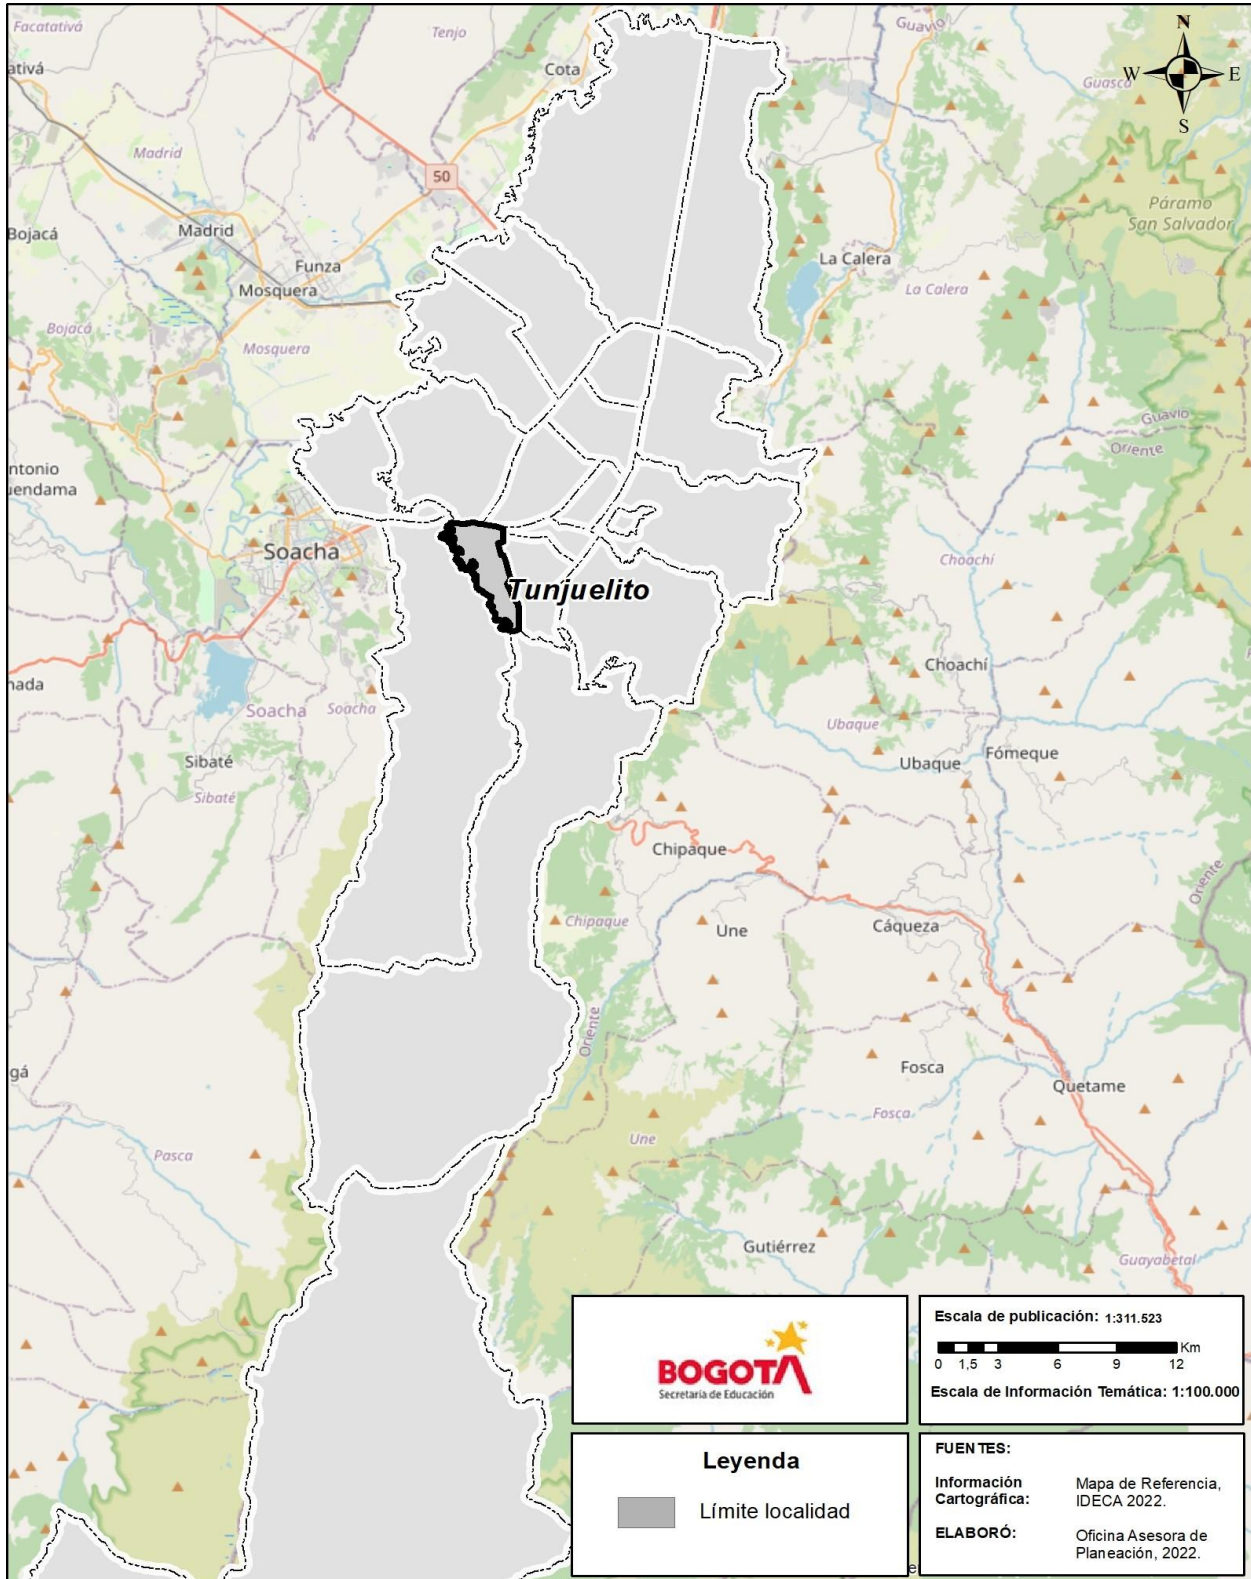 Facatativá
Tenjo
Guavio
N
ativá
Cota
W
E
Guasca
S
Madrid
50
Páramo
San Salvador
Bojacá
Madrid
Funza
La Calera
Mosquera
La Calera
Bojacá
Mosquera
Guavio
Oriente
ntonio
uendama
Soacha
Choachí
Tunjuelito
Choachí
nada
Soacha
Soacha
Ubaque
Sibaté
Ubaque
Fómeque
Sibaté
Chipaque
Oriente
Chipaque
Une
Cáqueza
Oriente
gá
Fosca
Quetame
Fosca
Une
Pasca
Gutiérrez
Guayabetal
BOGOTÁ
Secretaría de Educación
Escala de publicación: 1:311.523
Km
0 1,5 3 6 9 12
Escala de Información Temática: 1:100.000
Leyenda
Límite localidad
FUENTES:
Información Cartográfica: Mapa de Referencia,
IDECA 2022.
ELABORÓ: Oficina Asesora de
Planeación, 2022.